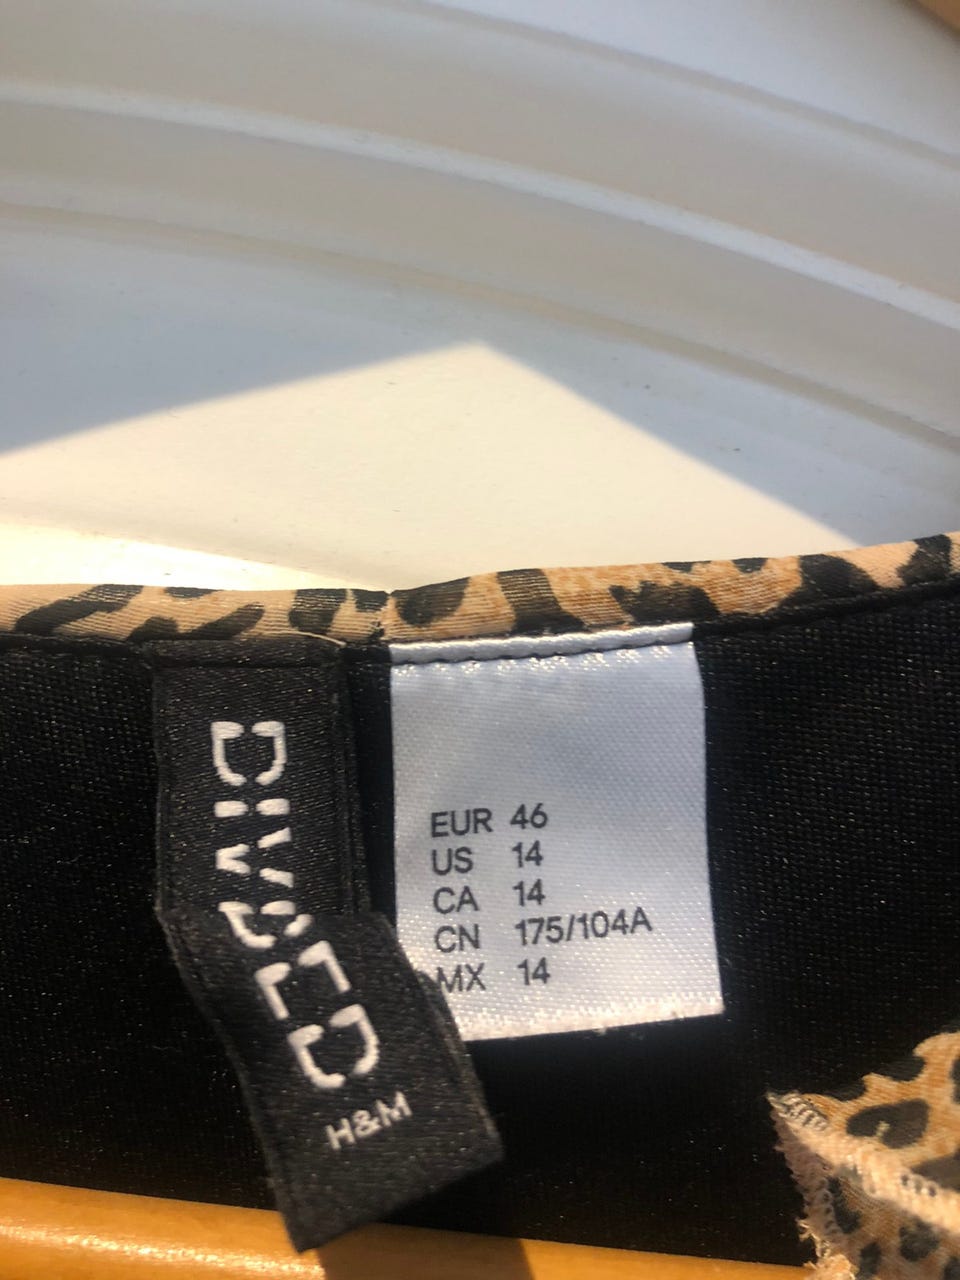 DIVIDED
H&M
EUR 46
US 14
CA 14
CN 175/104A
MX 14